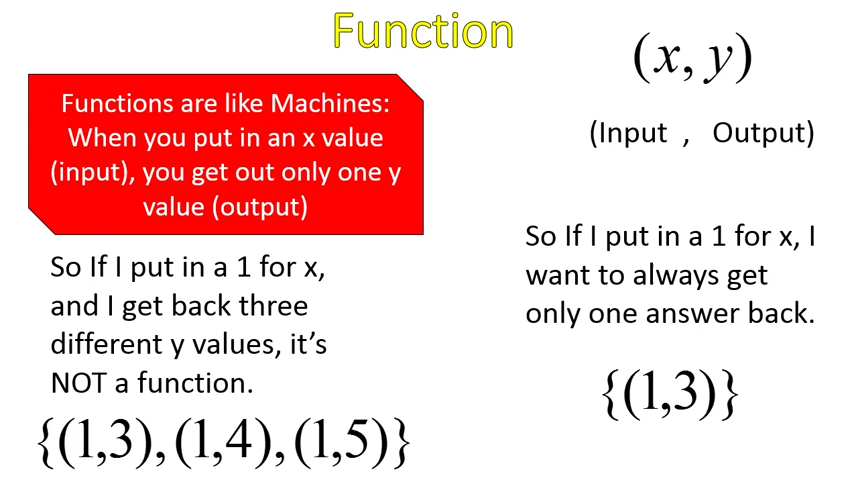 Function
Functions are like Machines:
When you put in an x value
(input), you get out only one y
value (output)
So If I put in a 1 for x,
and I get back three
different y values, it’s
NOT a function.
{(1,3),(1,4),(1,5)}
(x, y)
(Input , Output)
So If I put in a 1 for x, I
want to always get
only one answer back.
{(1,3)}